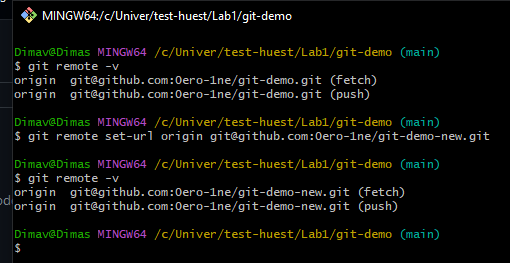 MINGW64:/c/Univer/test-huest/Lab1/git-demo
Dimav@Dimas MINGW64 /c/Univer/test-huest/Lab1/git-demo (main)
$ git remote -v
origin  git@github.com:0ero-1ne/git-demo.git (fetch)
origin  git@github.com:0ero-1ne/git-demo.git (push)
Dimav@Dimas MINGW64 /c/Univer/test-huest/Lab1/git-demo (main)
$ git remote set-url origin git@github.com:0ero-1ne/git-demo-new.git
Dimav@Dimas MINGW64 /c/Univer/test-huest/Lab1/git-demo (main)
$ git remote -v
origin  git@github.com:0ero-1ne/git-demo-new.git (fetch)
origin  git@github.com:0ero-1ne/git-demo-new.git (push)
Dimav@Dimas MINGW64 /c/Univer/test-huest/Lab1/git-demo (main)
$